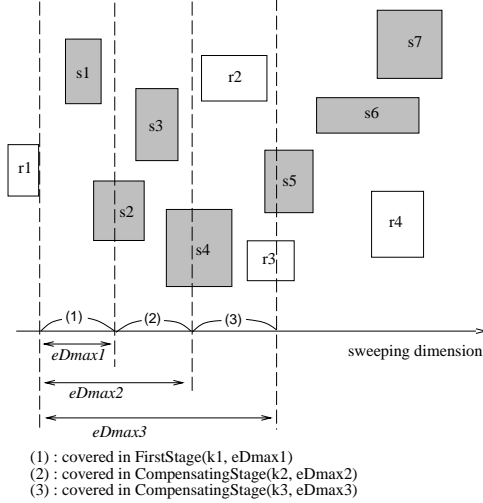 s7
s1
r2
s6
s3
r1
s5
s2
r4
s4
r3
(1)
(2)
(3)
sweeping dimension
eDmax1
eDmax2
eDmax3
(1) : covered in FirstStage(k1, eDmax1)
(2) : covered in CompensatingStage(k2, eDmax2)
(3) : covered in CompensatingStage(k3, eDmax3)